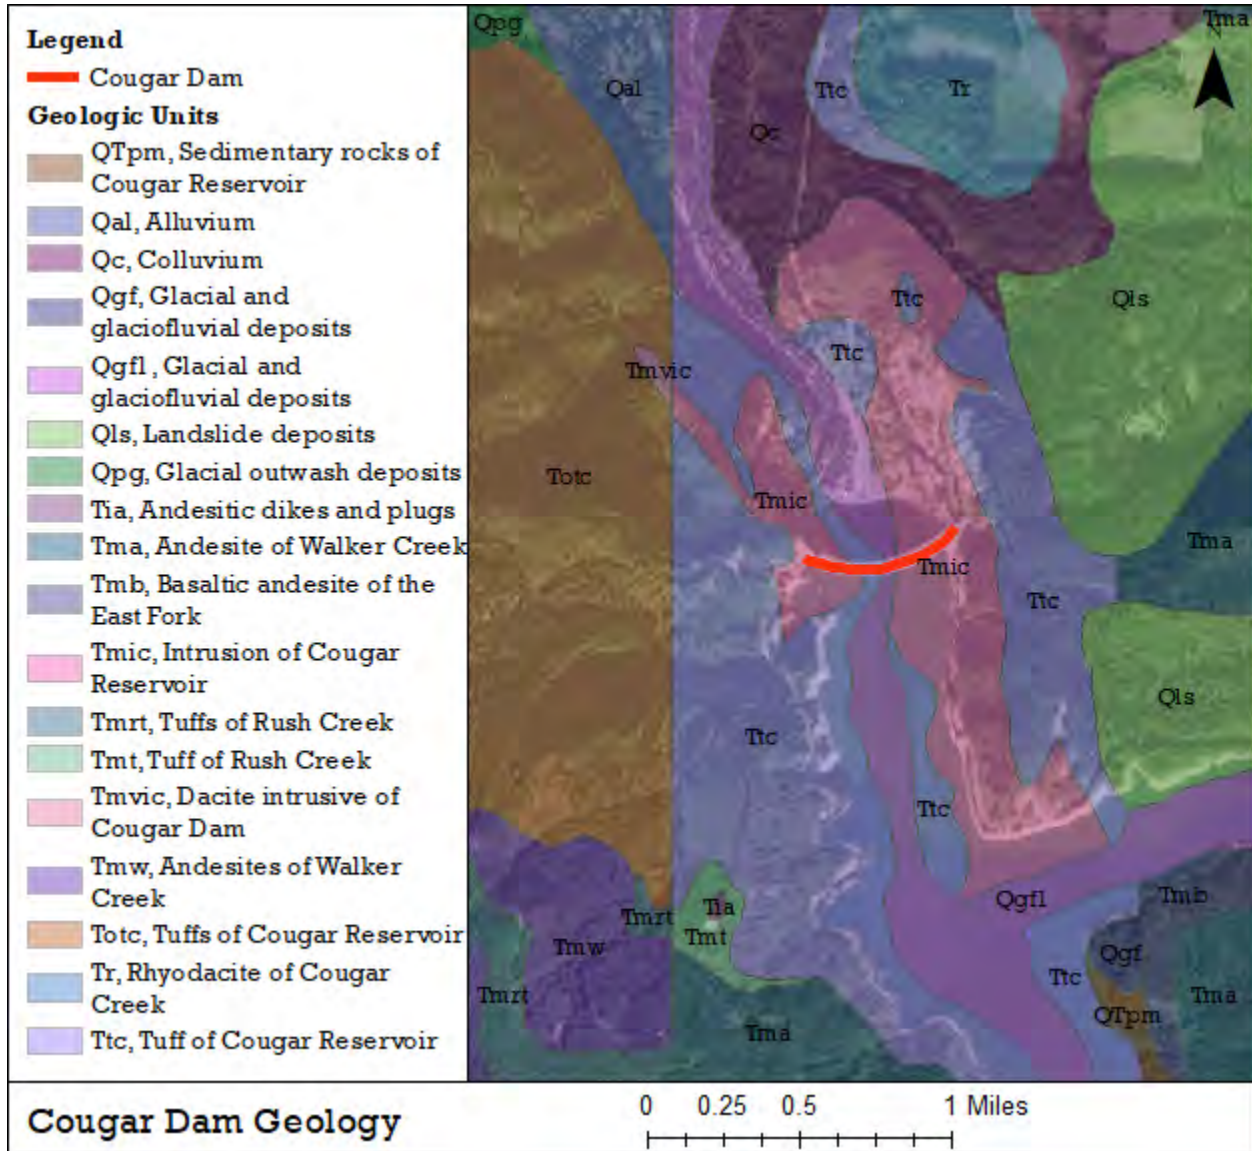 Legend
Cougar Dam
Geologic Units
QTpm, Sedimentary rocks of
Cougar Reservoir
Qal, Alluvium
Qc, Colluvium
Qgf, Glacial and
glaciofluvial deposits
Qgfl , Glacial and
glaciofluvial deposits
Qls, Landslide deposits
Qpg, Glacial outwash deposits
Tia, Andesitic dikes and plugs
Tma, Andesite of Walker Creek
Tmb, Basaltic andesite of the
East Fork
Tmic, Intrusion of Cougar
Reservoir
Tmrt, Tuffs of Rush Creek
Tmt, Tuff of Rush Creek
Tmvic, Dacite intrusive of
Cougar Dam
Tmw, Andesites of Walker
Creek
Totc, Tuffs of Cougar Reservoir
Tr, Rhyodacite of Cougar
Creek
Ttc, Tuff of Cougar Reservoir
Qpg
Tma
N
Qal
Ttc
Tr
Qc
Ttc
Qls
Ttc
Tmvic
Totc
Tmic
Tma
Tmic
Ttc
Qls
Ttc
Ttc
Qgfl
Tmb
Tia
Tmrt
Tmt
Tmw
Qgf
Ttc
Tmrt
Tma
QTpm
Tma
Cougar Dam Geology
0 0.25 0.5 1 Miles